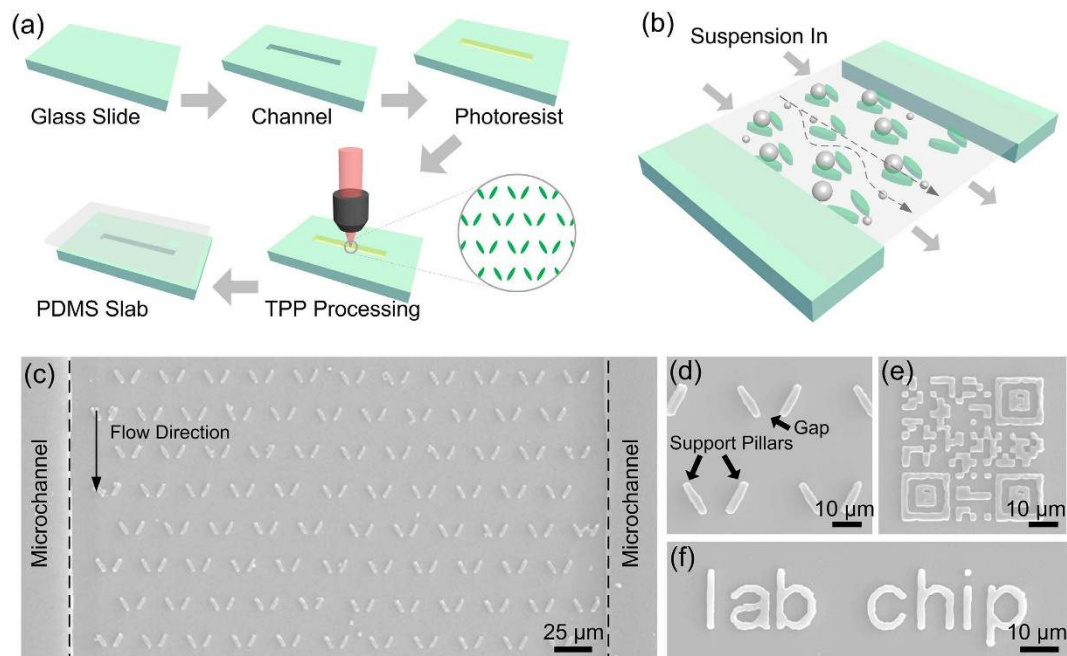 (a)
Glass Slide
Channel
Photoresist
PDMS Slab
TPP Processing
(b)
Suspension In
(c)
Flow Direction
Microchannel
Microchannel
25 µm
(d)
Gap
Support Pillars
10 µm
(e)
10 µm
(f)
lab chip
10 µm